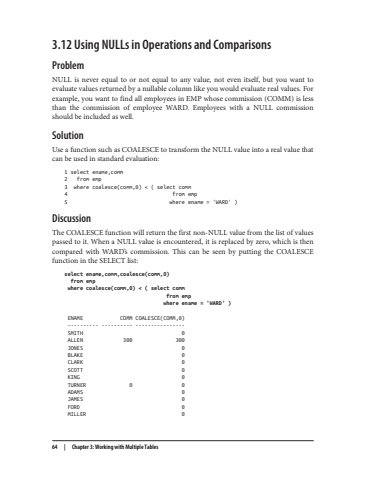 3.12 Using NULLs in Operations and Comparisons
Problem
NULL is never equal to or not equal to any value, not even itself, but you want to
evaluate values returned by a nullable column like you would evaluate real values. For
example, you want to find all employees in EMP whose commission (COMM) is less
than the commission of employee WARD. Employees with a NULL commission
should be included as well.
Solution
Use a function such as COALESCE to transform the NULL value into a real value that
can be used in standard evaluation:
1 select ename,comm
2   from emp
3  where coalesce(comm,0) < ( select comm
4                               from emp
5                              where ename = 'WARD' )
Discussion
The COALESCE function will return the first non-NULL value from the list of values
passed to it. When a NULL value is encountered, it is replaced by zero, which is then
compared with WARD's commission. This can be seen by putting the COALESCE
function in the SELECT list:
select ename,comm,coalesce(comm,0)
  from emp
 where coalesce(comm,0) < ( select comm
                              from emp
                             where ename = 'WARD' )
ENAME            COMM COALESCE(COMM,0)
---------- ---------- ----------------
SMITH                                0
ALLEN             300              300
JONES                                0
BLAKE                                0
CLARK                                0
SCOTT                                0
KING                                 0
TURNER              0                0
ADAMS                                0
JAMES                                0
FORD                                 0
MILLER                               0
64 | Chapter 3: Working with Multiple Tables